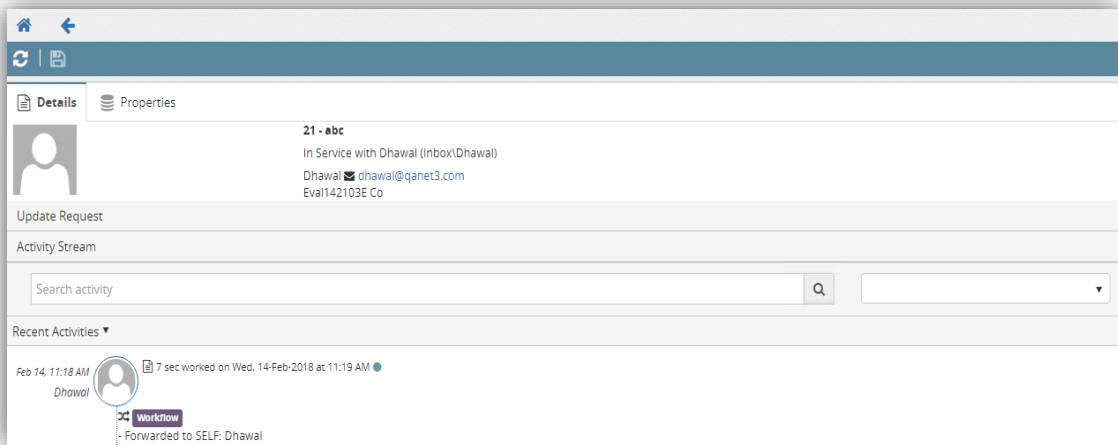 Details
Properties
21 - abc
In Service with Dhawal (Inbox\Dhawal)
Dhawal dhawal@qanet3.com
Eval142103E Co
Update Request
Activity Stream
Search activity
Recent Activities
Feb 14, 11:18 AM
7 sec worked on Wed, 14-Feb-2018 at 11:19 AM
Dhawal
Workflow
- Forwarded to SELF: Dhawal